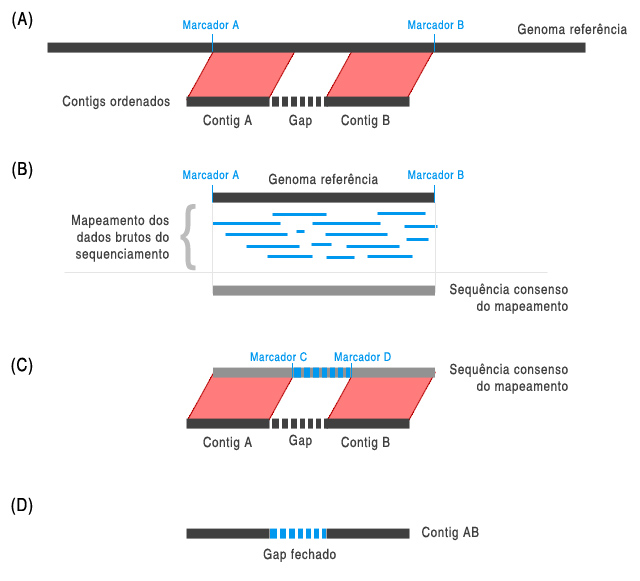 (A)
Marcador A
Marcador B
Genoma referência
Contigs ordenados
Contig A
Gap
Contig B
(B)
Marcador A
Genoma referência
Marcador B
Mapeamento dos
dados brutos do
sequenciamento
Sequência consenso
do mapeamento
(C)
Marcador C
Marcador D
Sequência consenso
do mapeamento
Contig A
Gap
Contig B
(D)
Contig AB
Gap fechado